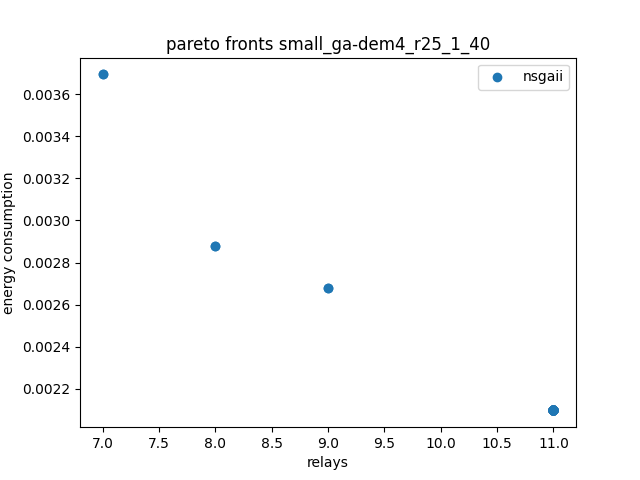 pareto fronts small_ga-dem4_r25_1_40
nsgaii
energy consumption
0.0036
0.0034
0.0032
0.0030
0.0028
0.0026
0.0024
0.0022
7.0 7.5 8.0 8.5 9.0 9.5 10.0 10.5 11.0
relays